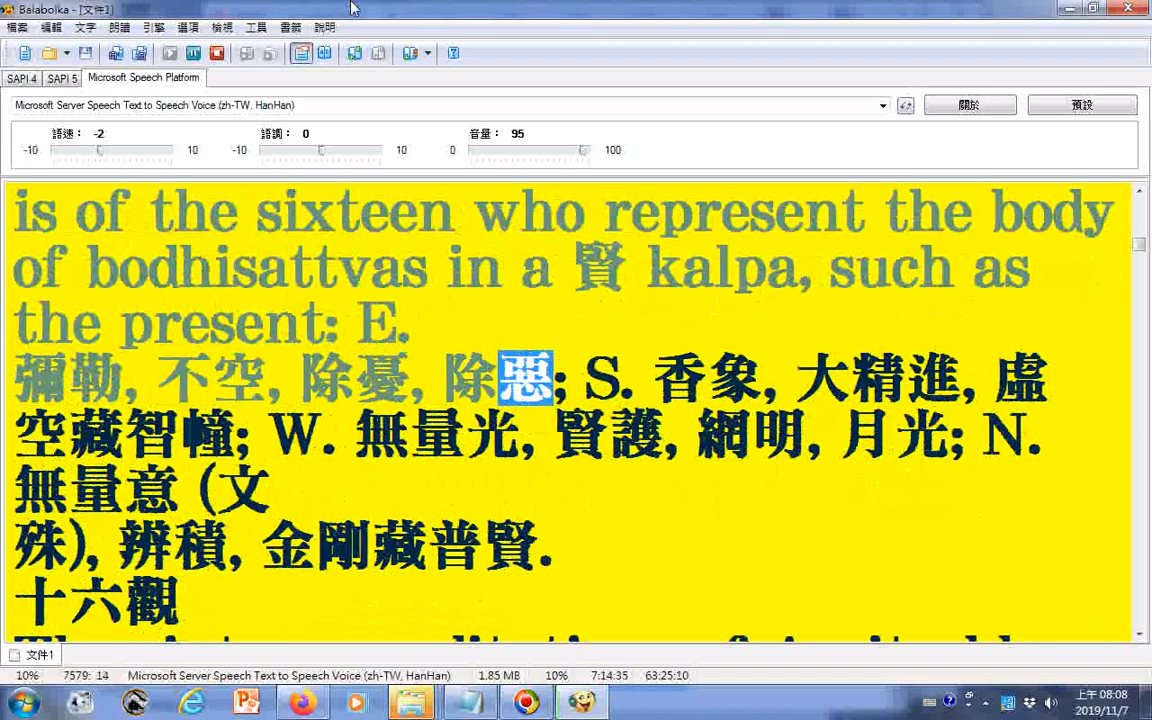 Balabolka - [文件1]
檔案 編輯 文字 朗讀 引擎 選項 檢視 工具 書籤 說明
SAPI 4 SAPI 5 Microsoft Speech Platform
Microsoft Server Speech Text to Speech Voice (zh-TW, HanHan) 關於 預設
語速： -2 語調： 0 音量： 95
-10 10 -10 10 0 100
is of the sixteen who represent the body
of bodhisattvas in a 賢 kalpa, such as
the present: E.
彌勒, 不空, 除憂, 除惡; S. 香象, 大精進, 虛
空藏智幢; W. 無量光, 賢護, 網明, 月光; N.
無量意 (文
殊), 辨積, 金剛藏普賢.
十六觀
文件1
10% 7579: 14 Microsoft Server Speech Text to Speech Voice (zh-TW, HanHan) 1.85 MB 10% 7:14:35 63:25:10
上午 08:08
2019/11/7